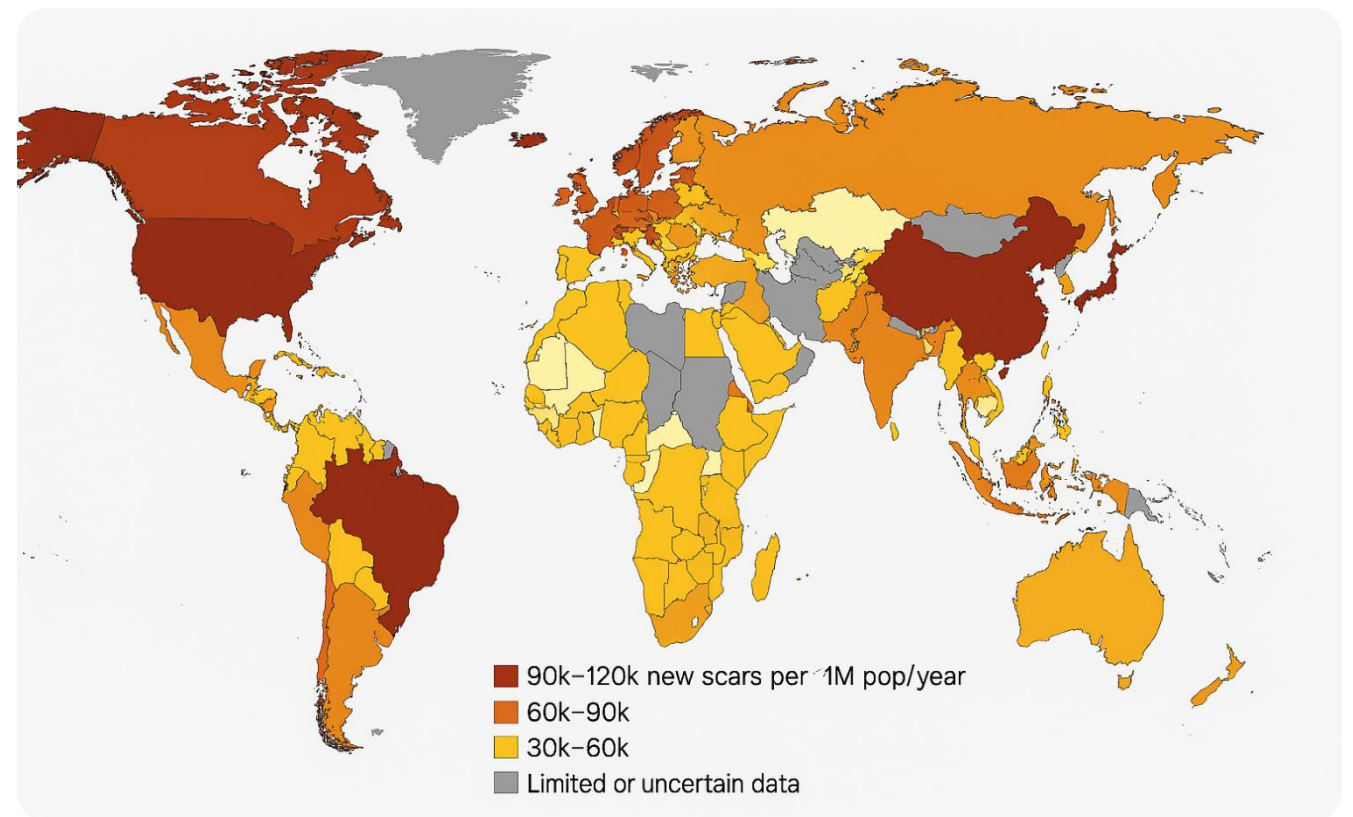 90k–120k new scars per 1M pop/year
60k–90k
30k–60k
Limited or uncertain data